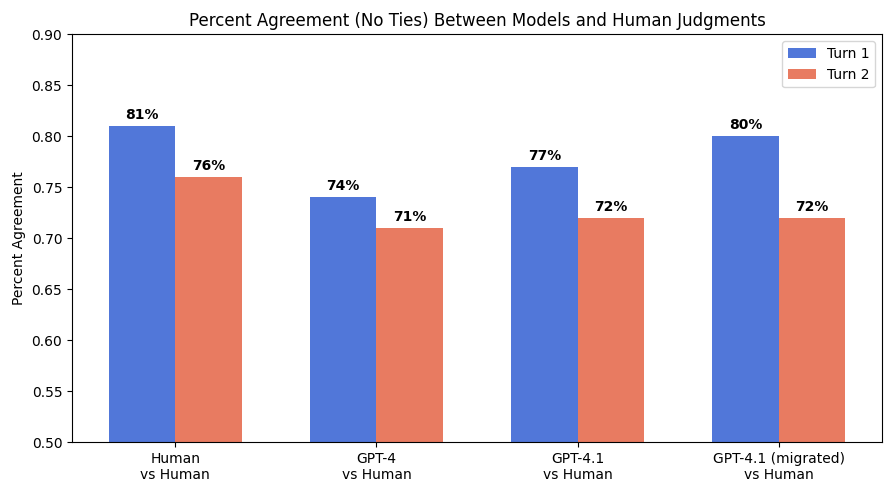 Percent Agreement (No Ties) Between Models and Human Judgments
Turn 1
Turn 2
Percent Agreement
0.90
0.85
0.80
0.75
0.70
0.65
0.60
0.55
0.50
81%
76%
74%
71%
77%
72%
80%
72%
Human
vs Human
GPT-4
vs Human
GPT-4.1
vs Human
GPT-4.1 (migrated)
vs Human